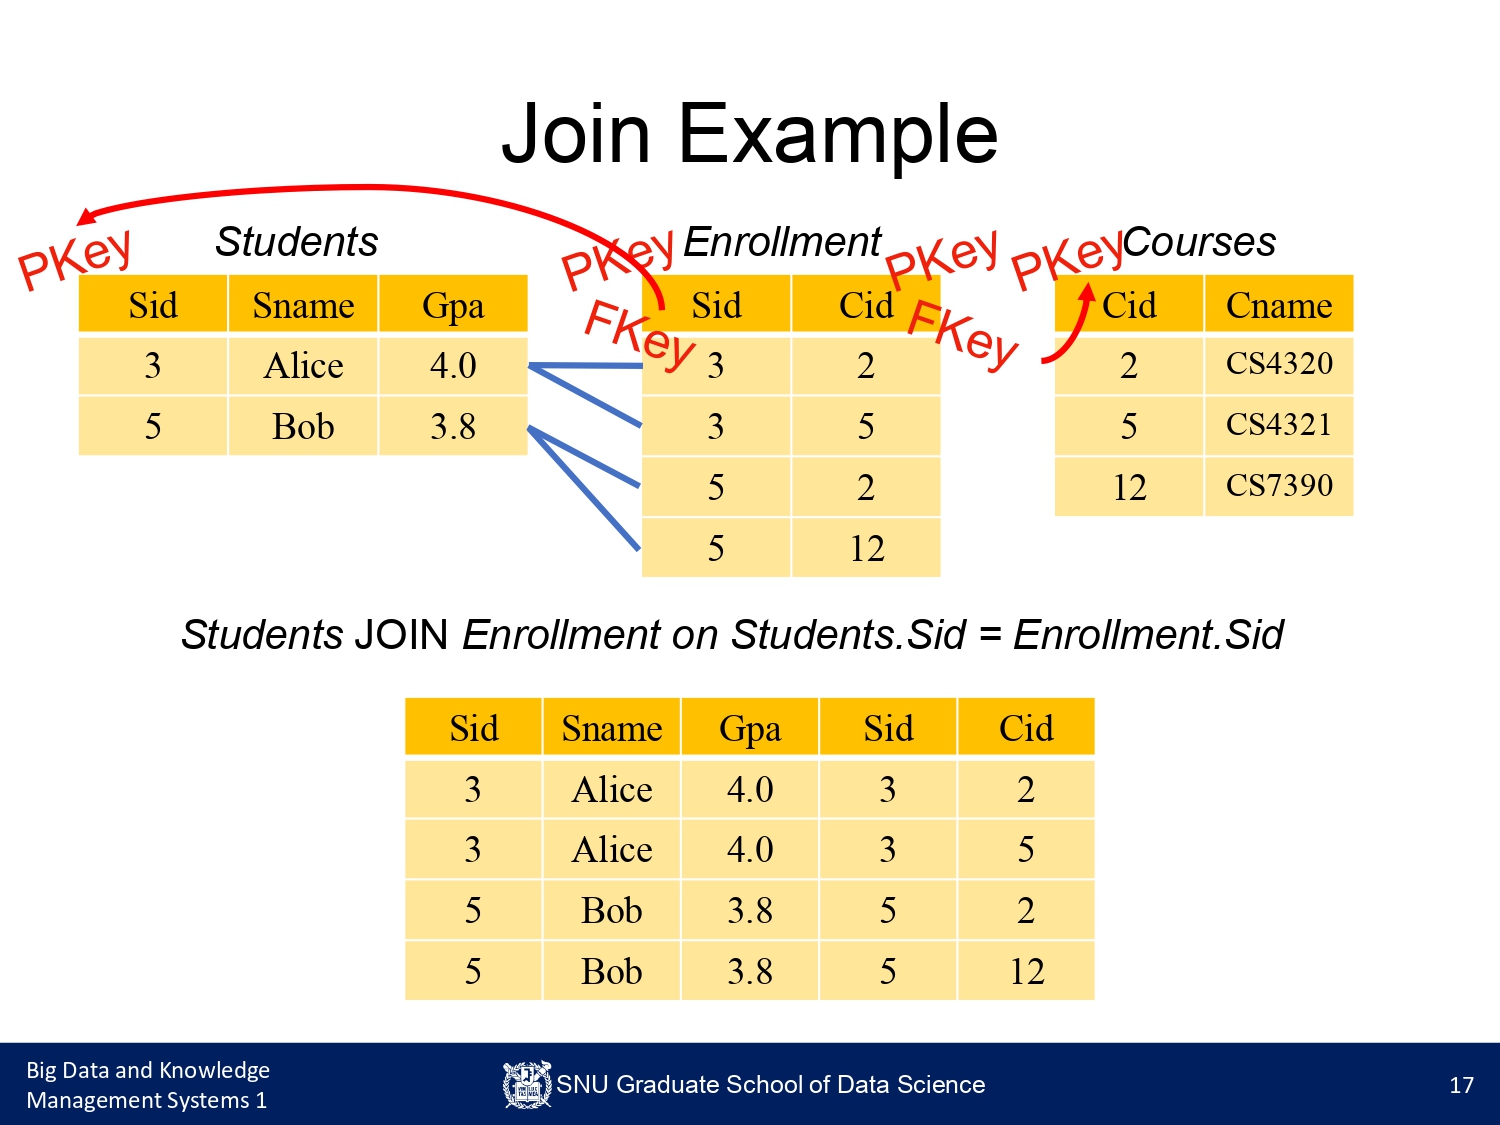 Join Example
Students
Enrollment
Courses
PKey
PKey
PKey
PKey
FKey
FKey
Sid Sname Gpa
3 Alice 4.0
5 Bob 3.8
Sid Cid
3 2
3 5
5 2
5 12
Cid Cname
2 CS4320
5 CS4321
12 CS7390
Students JOIN Enrollment on Students.Sid = Enrollment.Sid
Sid Sname Gpa Sid Cid
3 Alice 4.0 3 2
3 Alice 4.0 3 5
5 Bob 3.8 5 2
5 Bob 3.8 5 12
Big Data and Knowledge
Management Systems 1
SNU Graduate School of Data Science
17